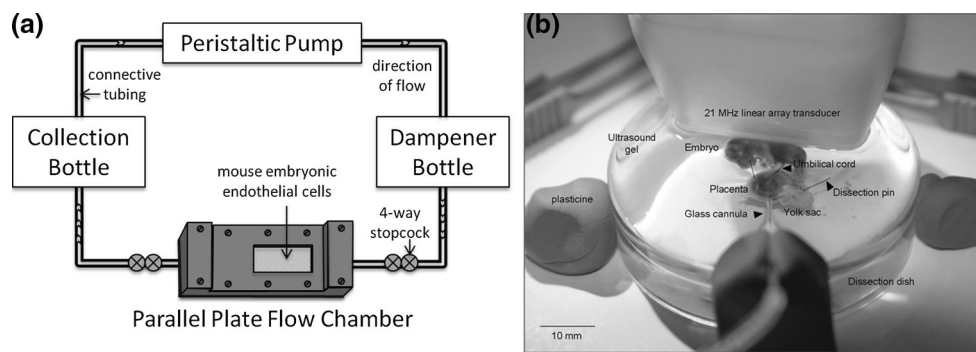 (a)
Peristaltic Pump
connective
tubing
direction
of flow
Collection
Bottle
Dampener
Bottle
mouse embryonic
endothelial cells
4-way
stopcock
Parallel Plate Flow Chamber
(b)
21 MHz linear array transducer
Ultrasound
gel
Embryo
Umbilical cord
Placenta
Dissection pin
plasticine
Glass cannula
Yolk sac
Dissection dish
10 mm